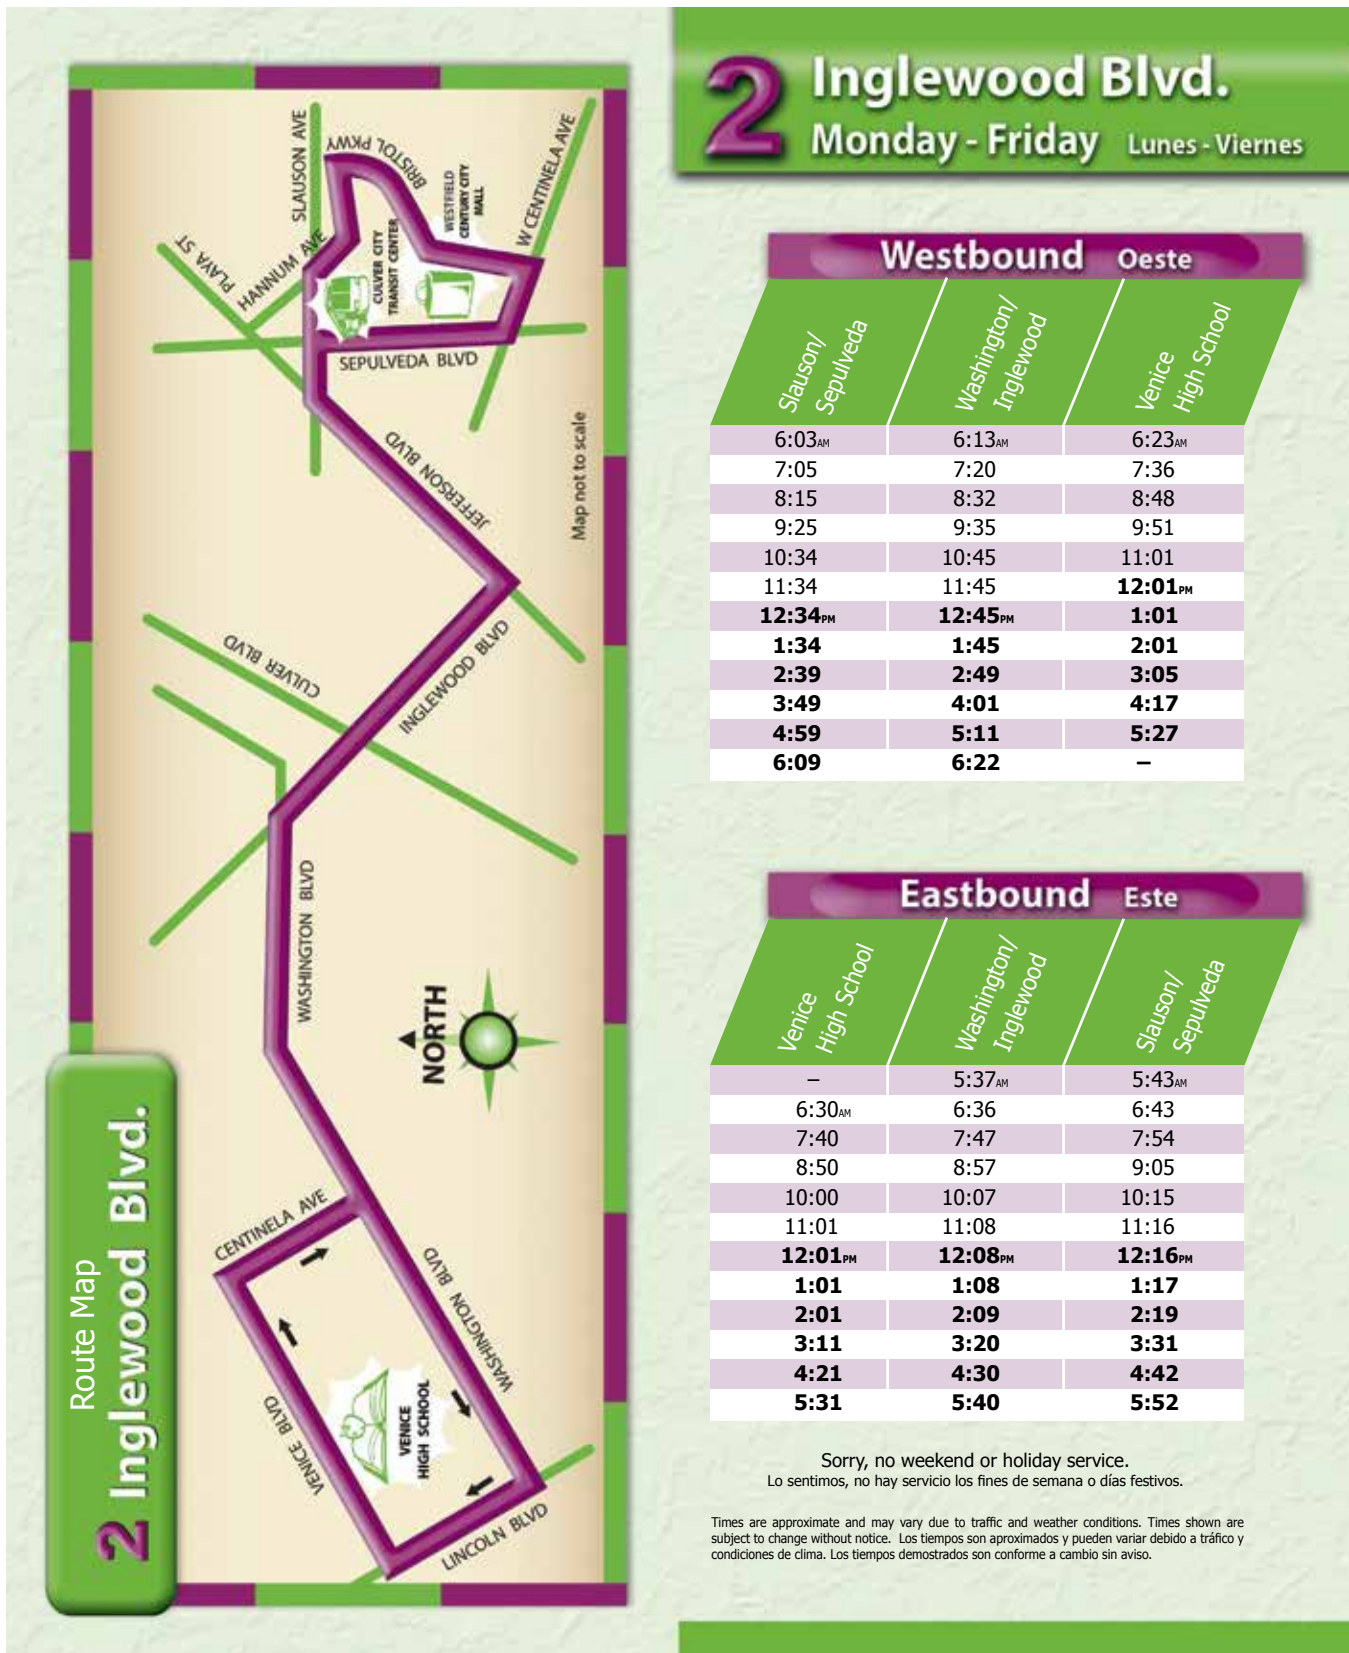 2 Inglewood Blvd.
Monday - Friday Lunes - Viernes
Route Map
2 Inglewood Blvd.
SLAUSON AVE
BRISTOL PKWY
W CENTINELA AVE
PLAYA ST
HANNUM AVE
CULVER CITY
TRANSIT CENTER
WESTFIELD
CENTURY CITY
MALL
SEPULVEDA BLVD
JEFFERSON BLVD
Map not to scale
CULVER BLVD
INGLEWOOD BLVD
WASHINGTON BLVD
NORTH
CENTINELA AVE
WASHINGTON BLVD
VENICE BLVD
VENICE
HIGH SCHOOL
LINCOLN BLVD
Westbound Oeste
Slauson/
Sepulveda
Washington/
Inglewood
Venice
High School
6:03AM 6:13AM 6:23AM
7:05 7:20 7:36
8:15 8:32 8:48
9:25 9:35 9:51
10:34 10:45 11:01
11:34 11:45 12:01PM
12:34PM 12:45PM 1:01
1:34 1:45 2:01
2:39 2:49 3:05
3:49 4:01 4:17
4:59 5:11 5:27
6:09 6:22 –
Eastbound Este
Venice
High School
Washington/
Inglewood
Slauson/
Sepulveda
– 5:37AM 5:43AM
6:30AM 6:36 6:43
7:40 7:47 7:54
8:50 8:57 9:05
10:00 10:07 10:15
11:01 11:08 11:16
12:01PM 12:08PM 12:16PM
1:01 1:08 1:17
2:01 2:09 2:19
3:11 3:20 3:31
4:21 4:30 4:42
5:31 5:40 5:52
Sorry, no weekend or holiday service.
Lo sentimos, no hay servicio los fines de semana o días festivos.
Times are approximate and may vary due to traffic and weather conditions. Times shown are
subject to change without notice. Los tiempos son aproximados y pueden variar debido a tráfico y
condiciones de clima. Los tiempos demostrados son conforme a cambio sin aviso.